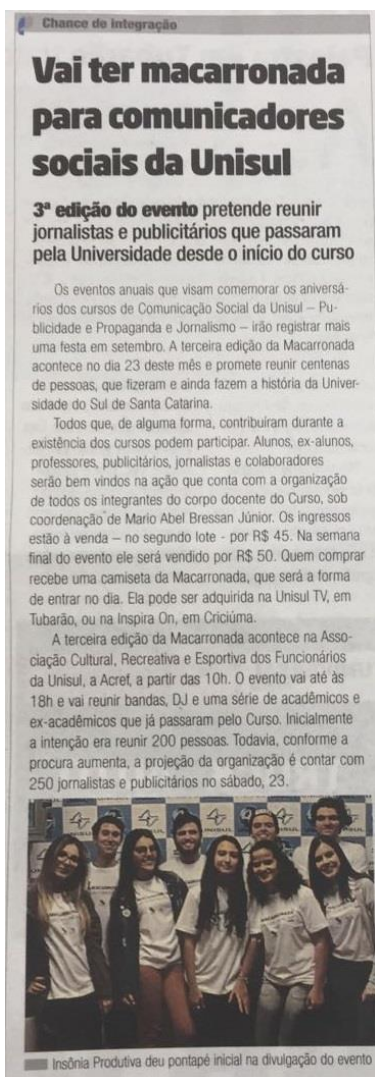 Chance de integração
Vai ter macarronada
para comunicadores
sociais da Unisul
3ª edição do evento pretende reunir
jornalistas e publicitários que passaram
pela Universidade desde o início do curso
Os eventos anuais que visam comemorar os aniversá-
rios dos cursos de Comunicação Social da Unisul – Pu-
blicidade e Propaganda e Jornalismo – irão registrar mais
uma festa em setembro. A terceira edição da Macarronada
acontece no dia 23 deste mês e promete reunir centenas
de pessoas, que fizeram e ainda fazem a história da Univer-
sidade do Sul de Santa Catarina.
Todos que, de alguma forma, contribuíram durante a
existência dos cursos podem participar. Alunos, ex-alunos,
professores, publicitários, jornalistas e colaboradores
serão bem vindos na ação que conta com a organização
de todos os integrantes do corpo docente do Curso, sob
coordenação de Mario Abel Bressan Júnior. Os ingressos
estão à venda – no segundo lote - por R$ 45. Na semana
final do evento ele será vendido por R$ 50. Quem comprar
recebe uma camiseta da Macarronada, que será a forma
de entrar no dia. Ela pode ser adquirida na Unisul TV, em
Tubarão, ou na Inspira On, em Criciúma.
A terceira edição da Macarronada acontece na Asso-
ciação Cultural, Recreativa e Esportiva dos Funcionários
da Unisul, a Acref, a partir das 10h. O evento vai até às
18h e vai reunir bandas, DJ e uma série de acadêmicos e
ex-acadêmicos que já passaram pelo Curso. Inicialmente
a intenção era reunir 200 pessoas. Todavia, conforme a
procura aumenta, a projeção da organização é contar com
250 jornalistas e publicitários no sábado, 23.
UNISUL
Insônia Produtiva deu pontapé inicial na divulgação do evento